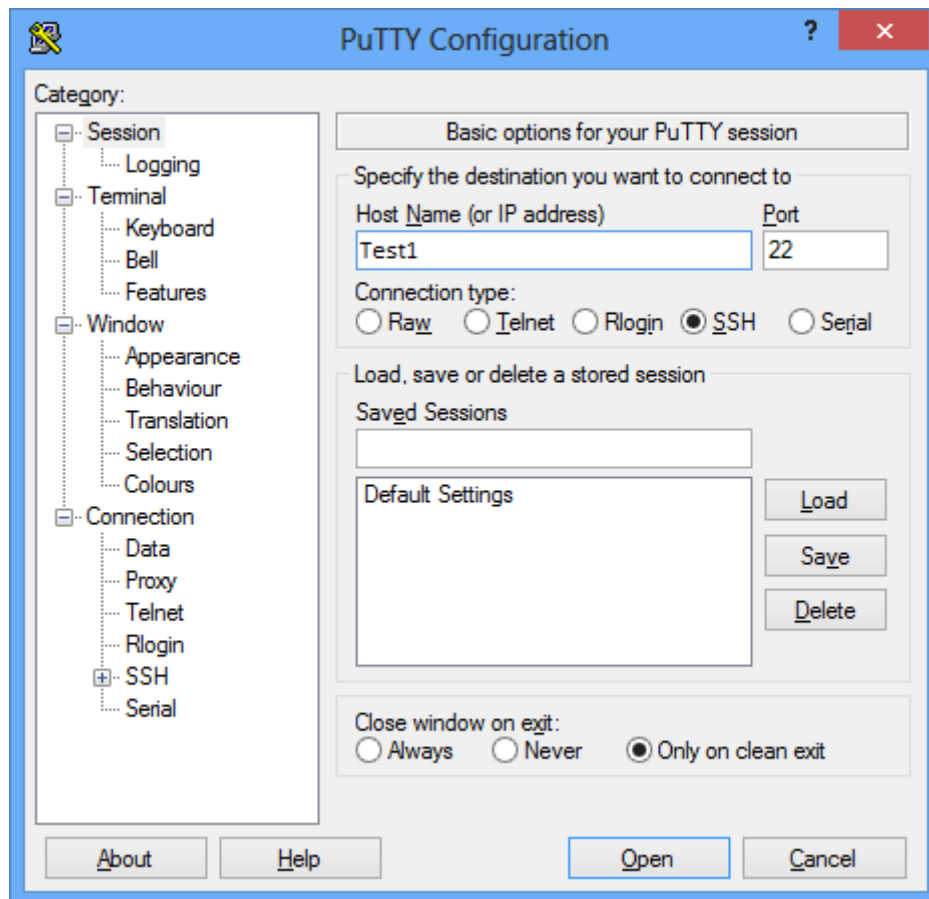 PuTTY Configuration
?
Category:
Session
Logging
Terminal
Keyboard
Bell
Features
Window
Appearance
Behaviour
Translation
Selection
Colours
Connection
Data
Proxy
Telnet
Rlogin
SSH
Serial
Basic options for your PuTTY session
Specify the destination you want to connect to
Host Name (or IP address) Port
Test1 22
Connection type:
Raw Telnet Rlogin SSH Serial
Load, save or delete a stored session
Saved Sessions
Default Settings
Load
Save
Delete
Close window on exit:
Always Never Only on clean exit
About Help Open Cancel